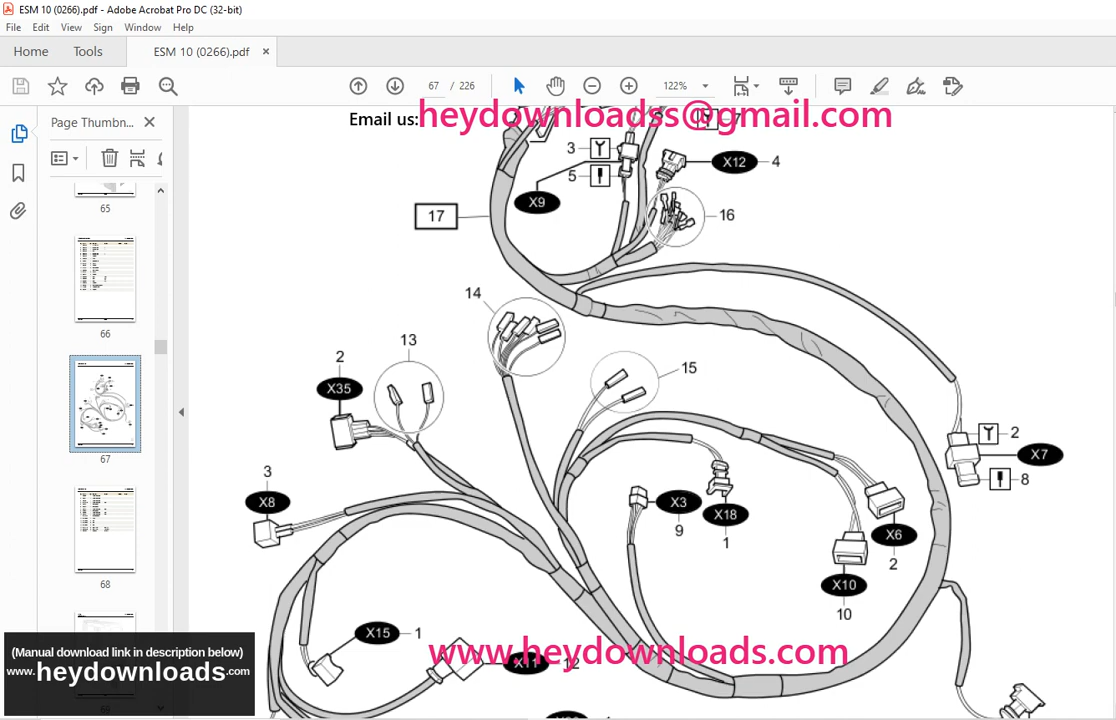 ESM 10 (0266).pdf - Adobe Acrobat Pro DC (32-bit)
File Edit View Sign Window Help
Home Tools ESM 10 (0266).pdf ×
67 / 226 122%
Email us: heydownloadss@gmail.com
Page Thumbn...
65
66
67
68
3
5
X12 4
X9
17
16
14
13
15
2
X35
2
X7
8
3
X8
X3
9
X18
1
X6
2
X10
10
X15 1
X11 12
www.heydownloads.com
(Manual download link in description below)
www.heydownloads.com